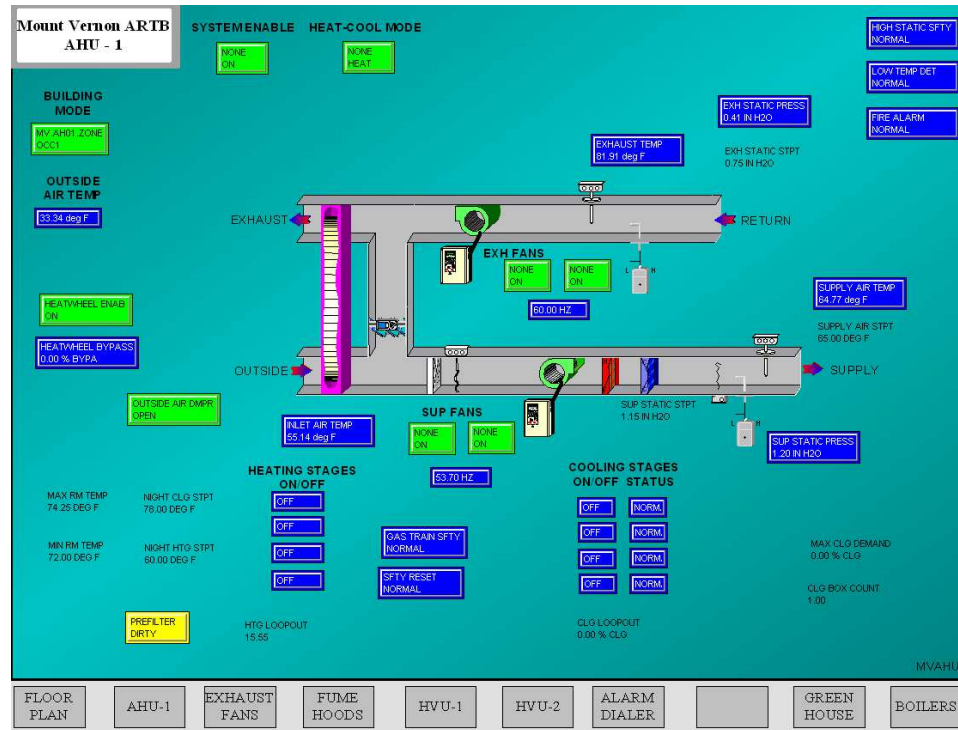 Mount Vernon ARTB
AHU - 1
SYSTEM ENABLE
NONE
ON
HEAT-COOL MODE
NONE
HEAT
HIGH STATIC SFTY
NORMAL
LOW TEMP DET
NORMAL
FIRE ALARM
NORMAL
BUILDING
MODE
MV.AH01.ZONE
OCC1
OUTSIDE
AIR TEMP
33.34 deg F
EXH STATIC PRESS
0.41 IN H2O
EXHAUST TEMP
81.91 deg F
EXH STATIC STPT
0.75 IN H2O
EXHAUST
RETURN
EXH FANS
NONE
ON
NONE
ON
60.00 HZ
L
H
SUPPLY AIR TEMP
64.77 deg F
SUPPLY AIR STPT
65.00 DEG F
HEATWHEEL ENAB
ON
HEATWHEEL BYPASS
0.00 % BYPA
OUTSIDE
SUPPLY
OUTSIDE AIR DMPR
OPEN
INLET AIR TEMP
55.14 deg F
SUP FANS
NONE
ON
NONE
ON
53.70 HZ
SUP STATIC STPT
1.15 IN H2O
L
H
SUP STATIC PRESS
1.20 IN H2O
HEATING STAGES
ON/OFF
OFF
OFF
OFF
OFF
COOLING STAGES
ON/OFF STATUS
OFF NORM.
OFF NORM.
OFF NORM.
OFF NORM.
MAX RM TEMP
74.25 DEG F
NIGHT CLG STPT
78.00 DEG F
MIN RM TEMP
72.00 DEG F
NIGHT HTG STPT
60.00 DEG F
GAS TRAIN SFTY
NORMAL
SFTY RESET
NORMAL
MAX CLG DEMAND
0.00 % CLG
CLG BOX COUNT
1.00
PREFILTER
DIRTY
HTG LOOPOUT
15.55
CLG LOOPOUT
0.00 % CLG
MVAHU
FLOOR
PLAN
AHU-1
EXHAUST
FANS
FUME
HOODS
HVU-1
HVU-2
ALARM
DIALER
GREEN
HOUSE
BOILERS